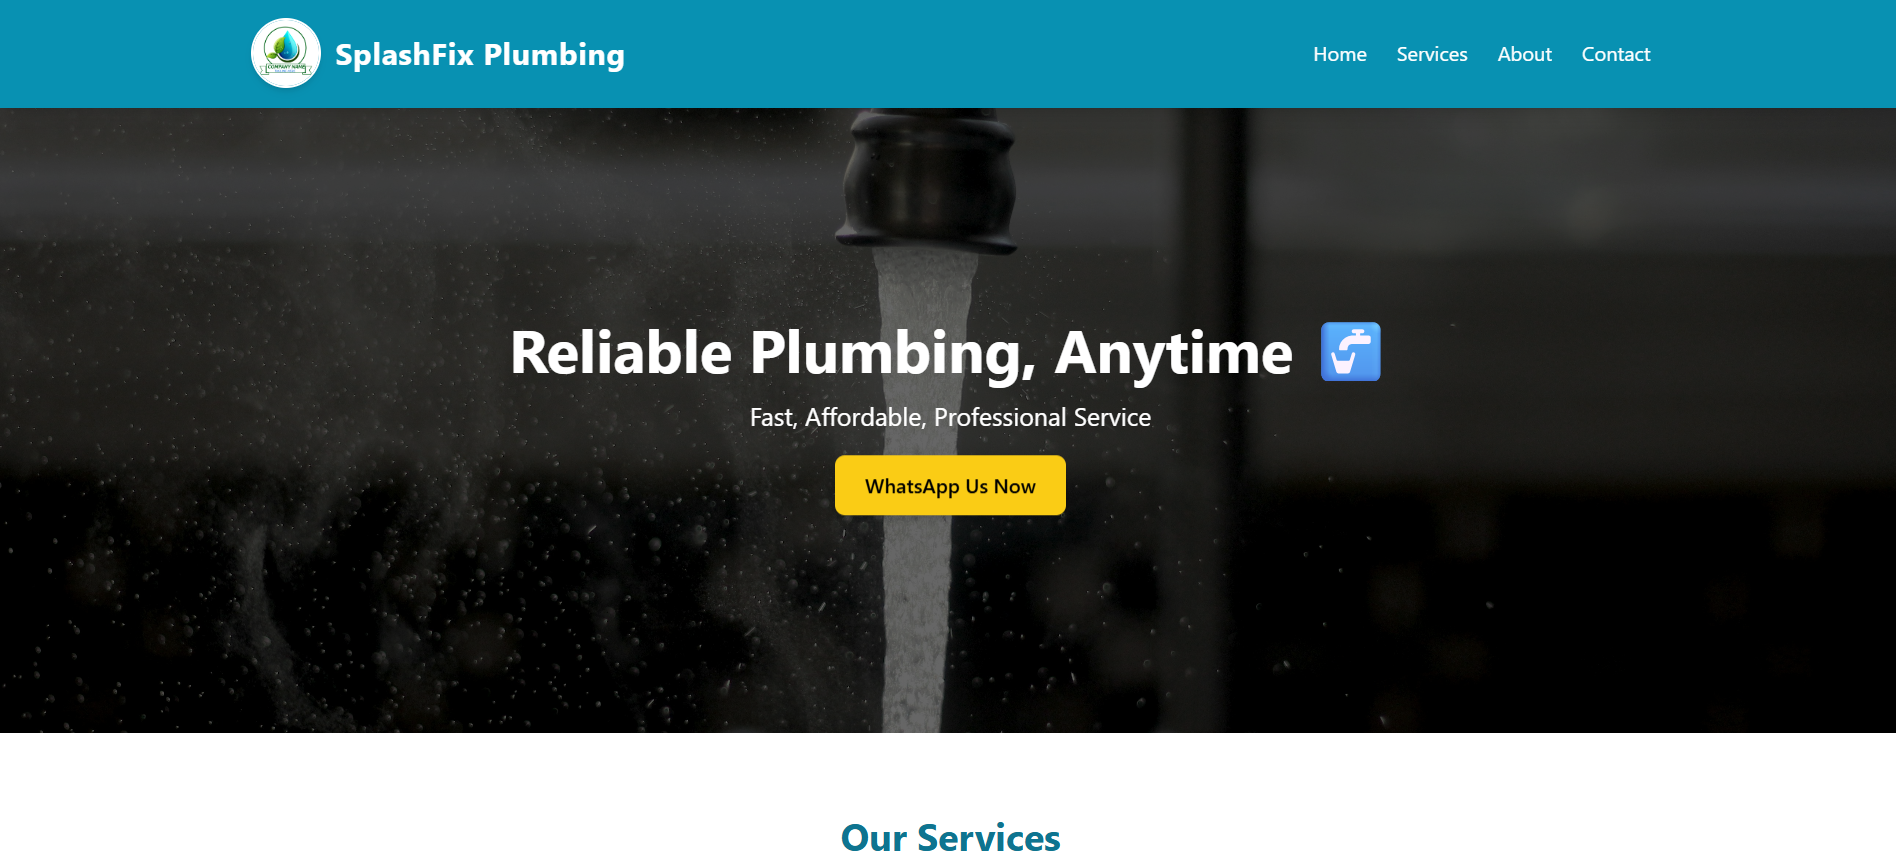 COMPANY NAME
SplashFix Plumbing
Home
Services
About
Contact
Reliable Plumbing, Anytime 🚰
Fast, Affordable, Professional Service
WhatsApp Us Now
Our Services